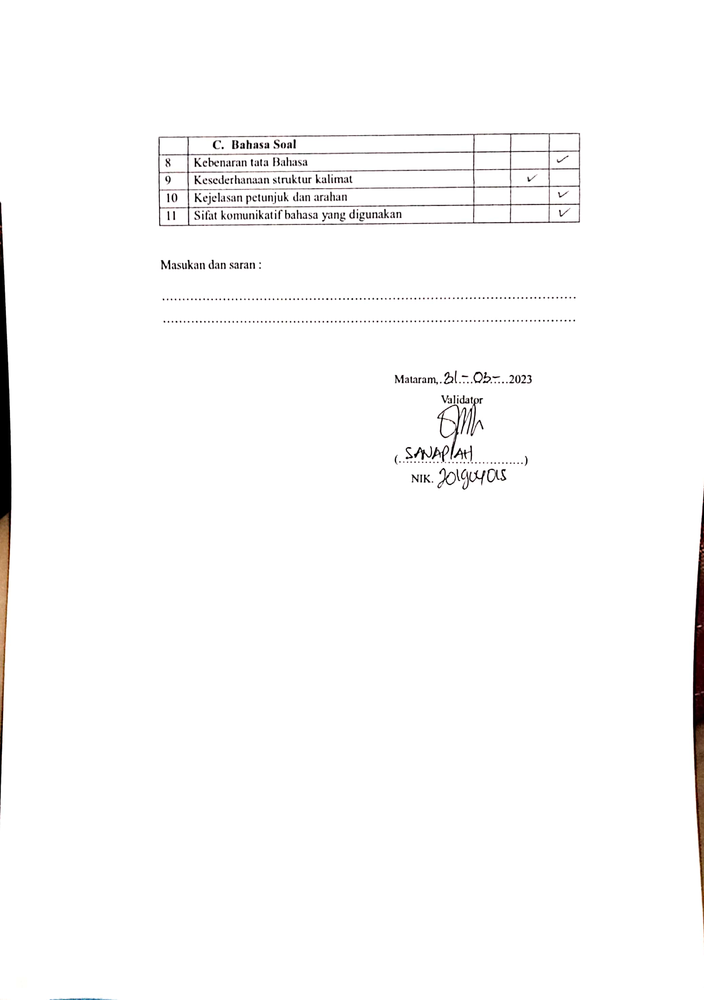 C. Bahasa Soal
8 Kebenaran tata Bahasa ✓
9 Kesederhanaan struktur kalimat ✓
10 Kejelasan petunjuk dan arahan ✓
11 Sifat komunikatif bahasa yang digunakan ✓
Masukan dan saran :
........................................................................................................
........................................................................................................
Mataram,.31-...03-....2023
Validator
(SANAPIAH..............)
NIK.